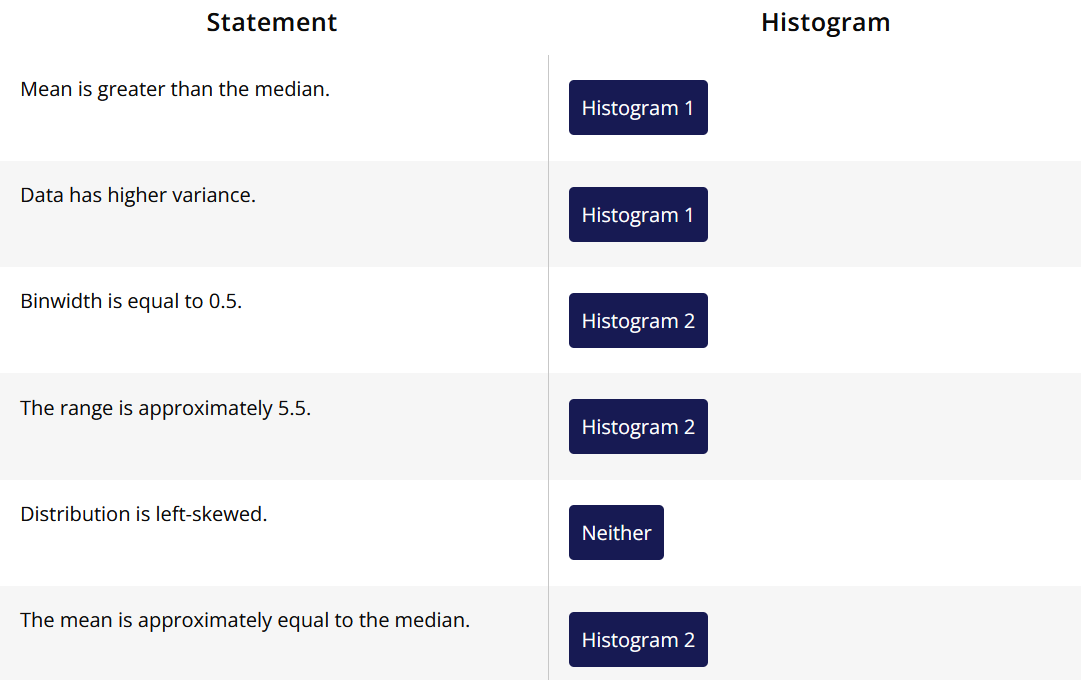 Statement Histogram
Mean is greater than the median.
Histogram 1
Data has higher variance.
Histogram 1
Binwidth is equal to 0.5.
Histogram 2
The range is approximately 5.5.
Histogram 2
Distribution is left-skewed.
Neither
The mean is approximately equal to the median.
Histogram 2